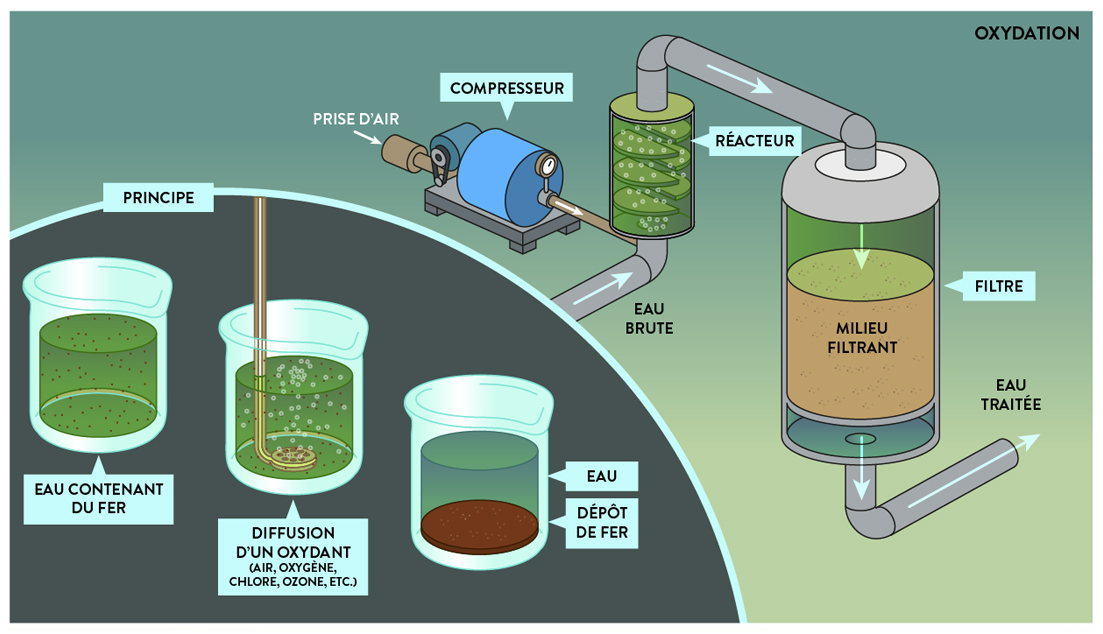 OXYDATION
COMPRESSEUR
PRISE D'AIR
RÉACTEUR
PRINCIPE
EAU
BRUTE
FILTRE
MILIEU
FILTRANT
EAU
TRAITÉE
EAU CONTENANT
DU FER
DIFFUSION
D'UN OXYDANT
(AIR, OXYGÈNE,
CHLORE, OZONE, ETC.)
EAU
DÉPÔT
DE FER